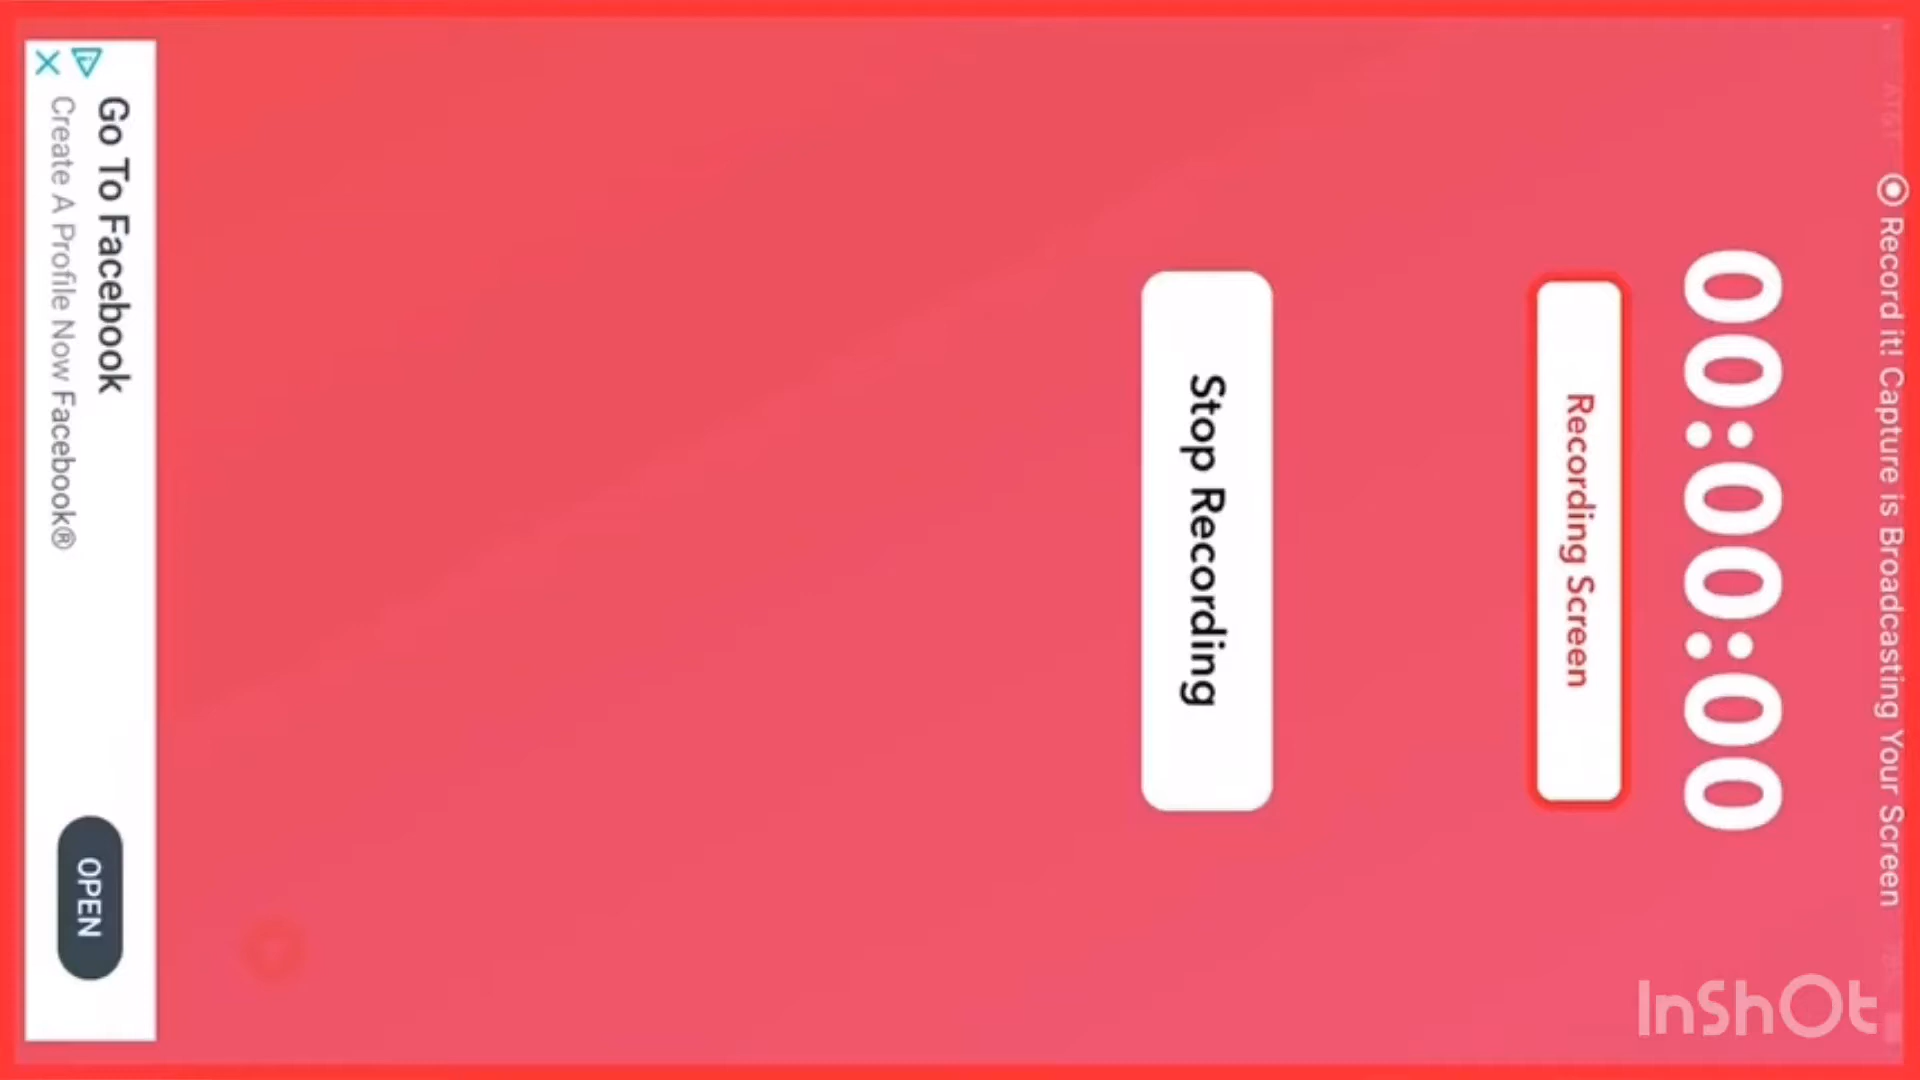 AT&T
Record it! Capture is Broadcasting Your Screen
00:00:00
Recording Screen
Stop Recording
Go To Facebook
Create A Profile Now Facebook®
OPEN
InShOt